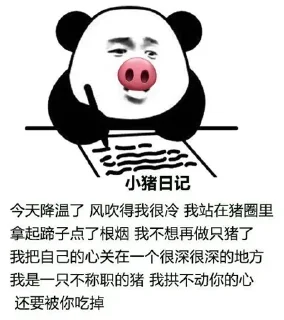 小猪日记
今天降温了 风吹得我很冷 我站在猪圈里
拿起蹄子点了根烟 我不想再做只猪了
我把自己的心关在一个很深很深的地方
我是一只不称职的猪 我拱不动你的心
还要被你吃掉